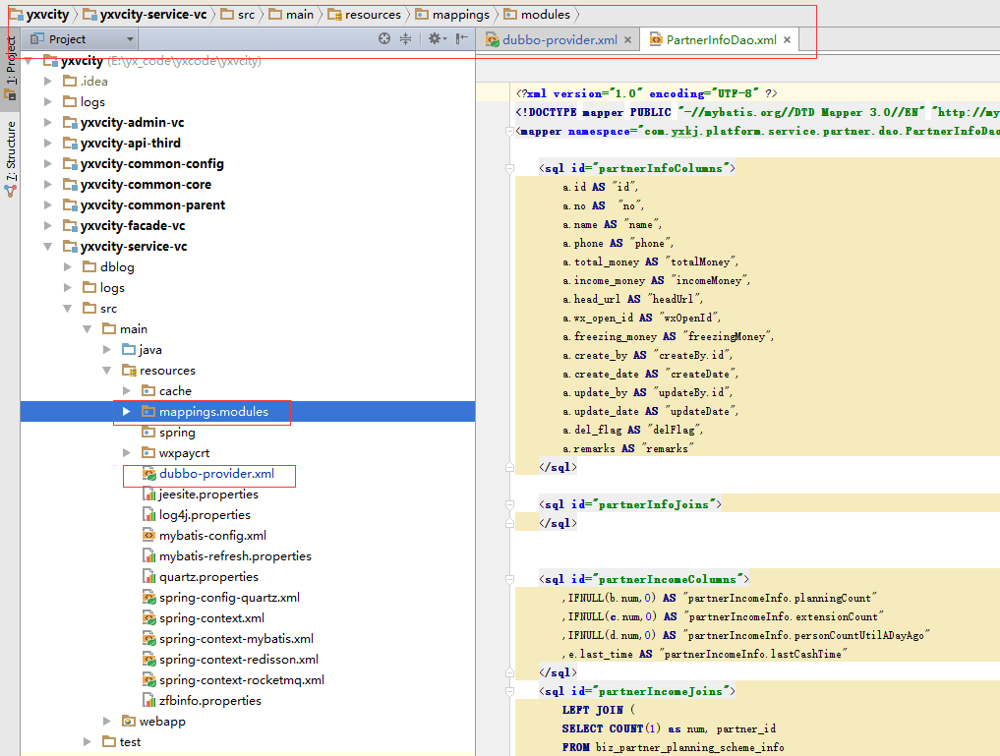 yxvcity yxvcity-service-vc src main resources mappings modules
Project
dubbo-provider.xml PartnerInfoDao.xml
1: Project
7: Structure
yxvcity (E:\yx_code\yxcode\yxvcity)
.idea
logs
yxvcity-admin-vc
yxvcity-api-third
yxvcity-common-config
yxvcity-common-core
yxvcity-common-parent
yxvcity-facade-vc
yxvcity-service-vc
dblog
logs
src
main
java
resources
cache
mappings.modules
spring
wxpaycrt
dubbo-provider.xml
jeesite.properties
log4j.properties
mybatis-config.xml
mybatis-refresh.properties
quartz.properties
spring-config-quartz.xml
spring-context.xml
spring-context-mybatis.xml
spring-context-redisson.xml
spring-context-rocketmq.xml
zfbinfo.properties
webapp
test
<?xml version="1.0" encoding="UTF-8" ?>
<!DOCTYPE mapper PUBLIC "-//mybatis.org//DTD Mapper 3.0//EN" "http://my
<mapper namespace="com.yxkj.platform.service.partner.dao.PartnerInfoDao
<sql id="partnerInfoColumns">
a.id AS "id",
a.no AS "no",
a.name AS "name",
a.phone AS "phone",
a.total_money AS "totalMoney",
a.income_money AS "incomeMoney",
a.head_url AS "headUrl",
a.wx_open_id AS "wxOpenId",
a.freezing_money AS "freezingMoney",
a.create_by AS "createBy.id",
a.create_date AS "createDate",
a.update_by AS "updateBy.id",
a.update_date AS "updateDate",
a.del_flag AS "delFlag",
a.remarks AS "remarks"
</sql>
<sql id="partnerInfoJoins">
</sql>
<sql id="partnerIncomeColumns">
,IFNULL(b.num,0) AS "partnerIncomeInfo.planningCount"
,IFNULL(c.num,0) AS "partnerIncomeInfo.extensionCount"
,IFNULL(d.num,0) AS "partnerIncomeInfo.personCountUtilADayAgo"
,e.last_time AS "partnerIncomeInfo.lastCashTime"
</sql>
<sql id="partnerIncomeJoins">
LEFT JOIN (
SELECT COUNT(1) as num, partner_id
FROM biz_partner_planning_scheme_info